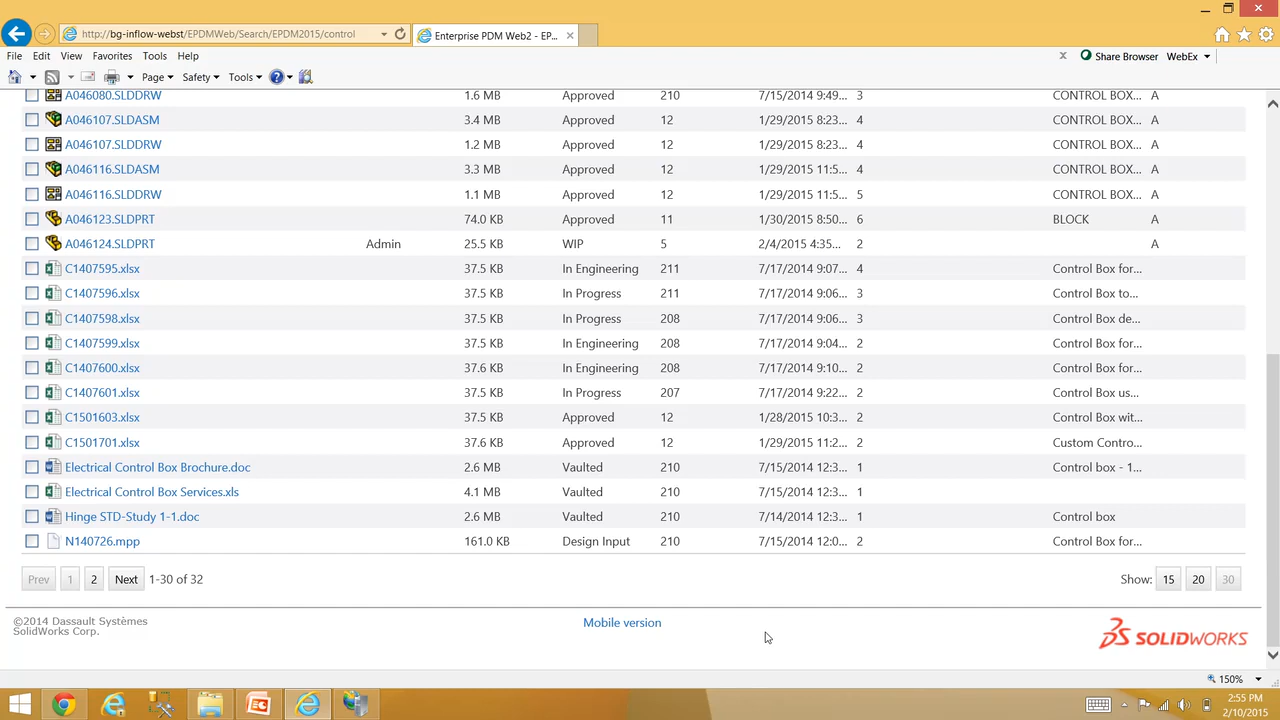 http://bg-inflow-webst/EPDMWeb/Search/EPDM2015/control
Enterprise PDM Web2 - EP...
File Edit View Favorites Tools Help
x Share Browser WebEx
Page Safety Tools
A046080.SLDDRW 1.6 MB Approved 210 7/15/2014 9:49... 3 CONTROL BOX... A
A046107.SLDASM 3.4 MB Approved 12 1/29/2015 8:23... 4 CONTROL BOX... A
A046107.SLDDRW 1.2 MB Approved 12 1/29/2015 8:23... 4 CONTROL BOX... A
A046116.SLDASM 3.3 MB Approved 12 1/29/2015 11:5... 4 CONTROL BOX... A
A046116.SLDDRW 1.1 MB Approved 12 1/29/2015 11:5... 5 CONTROL BOX... A
A046123.SLDPRT 74.0 KB Approved 11 1/30/2015 8:50... 6 BLOCK A
A046124.SLDPRT Admin 25.5 KB WIP 5 2/4/2015 4:35... 2 A
C1407595.xlsx 37.5 KB In Engineering 211 7/17/2014 9:07... 4 Control Box for...
C1407596.xlsx 37.5 KB In Progress 211 7/17/2014 9:06... 3 Control Box to...
C1407598.xlsx 37.5 KB In Progress 208 7/17/2014 9:06... 3 Control Box de...
C1407599.xlsx 37.5 KB In Engineering 208 7/17/2014 9:04... 2 Control Box for...
C1407600.xlsx 37.6 KB In Engineering 208 7/17/2014 9:10... 2 Control Box for...
C1407601.xlsx 37.5 KB In Progress 207 7/17/2014 9:22... 2 Control Box us...
C1501603.xlsx 37.5 KB Approved 12 1/28/2015 10:3... 2 Control Box wit...
C1501701.xlsx 37.6 KB Approved 12 1/29/2015 11:2... 2 Custom Contro...
Electrical Control Box Brochure.doc 2.6 MB Vaulted 210 7/15/2014 12:3... 1 Control box - 1...
Electrical Control Box Services.xls 4.1 MB Vaulted 210 7/15/2014 12:3... 1
Hinge STD-Study 1-1.doc 2.6 MB Vaulted 210 7/14/2014 12:3... 1 Control box
N140726.mpp 161.0 KB Design Input 210 7/15/2014 12:0... 2 Control Box for...
Prev 1 2 Next 1-30 of 32 Show: 15 20 30
©2014 Dassault Systèmes
SolidWorks Corp.
Mobile version
SOLIDWORKS
150%
2:55 PM
2/10/2015